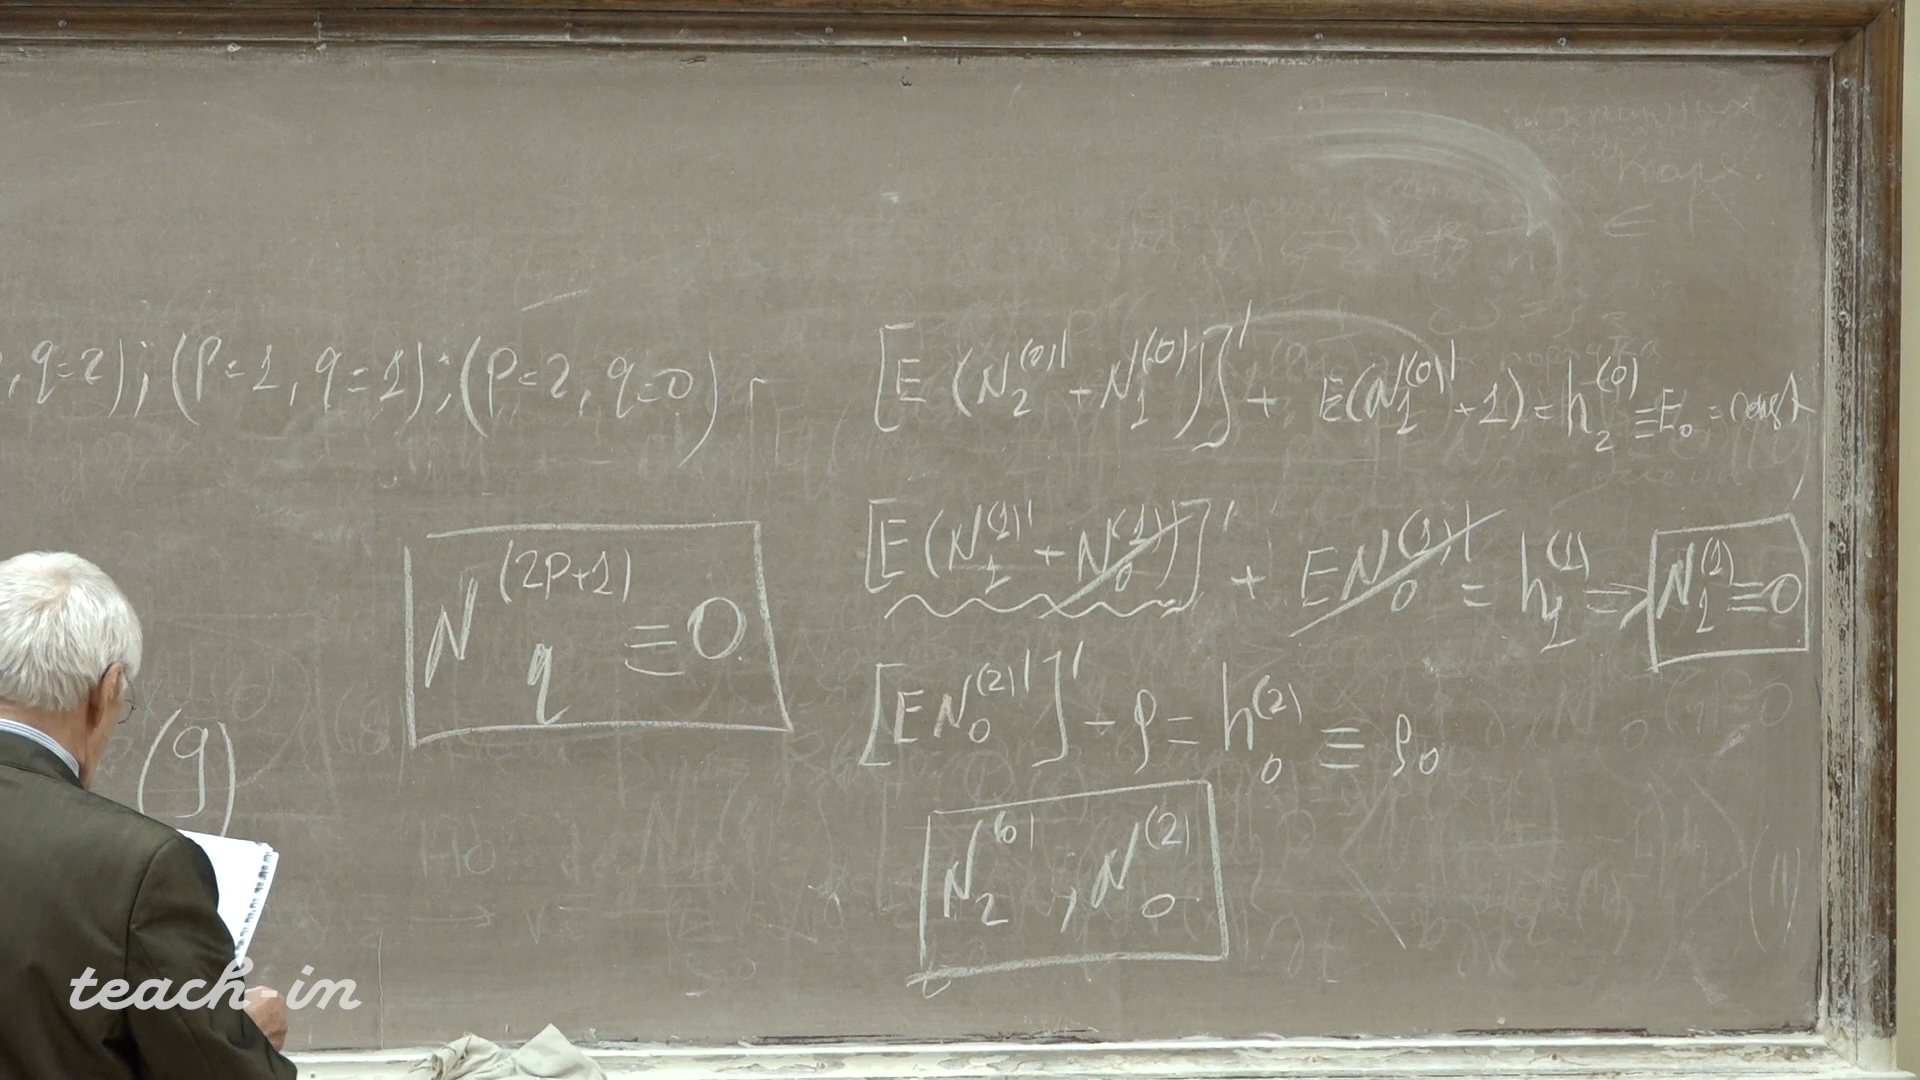 , q=2); (P=1, q=1); (P=2, q=0)
N_q^{(2P+1)} ≡ 0
(9)
[E (N_2^{(0)'} + N_1^{(0)})]' + E(N_1^{(0)'} + 1) = h_2^{(0)} ≡ E_0 = const
[E (N_1^{(1)'} + N_0^{(1)})]' + E N_0^{(1)'} = h_1^{(1)} => N_1^{(1)} ≡ 0
[E N_0^{(2)'}]' - ρ = h_0^{(2)} ≡ ρ_0
N_2^{(0)}, N_0^{(2)}
teach-in